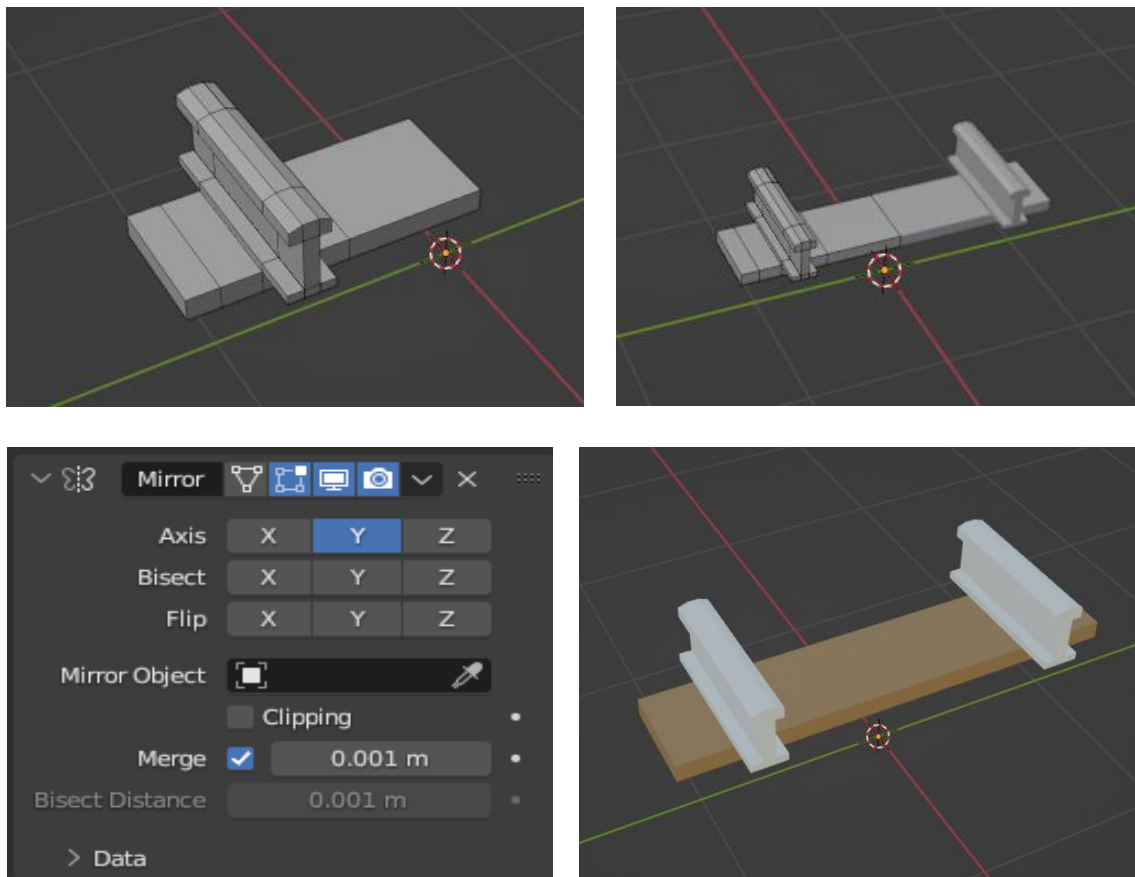 Mirror
Axis X Y Z
Bisect X Y Z
Flip X Y Z
Mirror Object
Clipping
Merge 0.001 m
Bisect Distance 0.001 m
Data